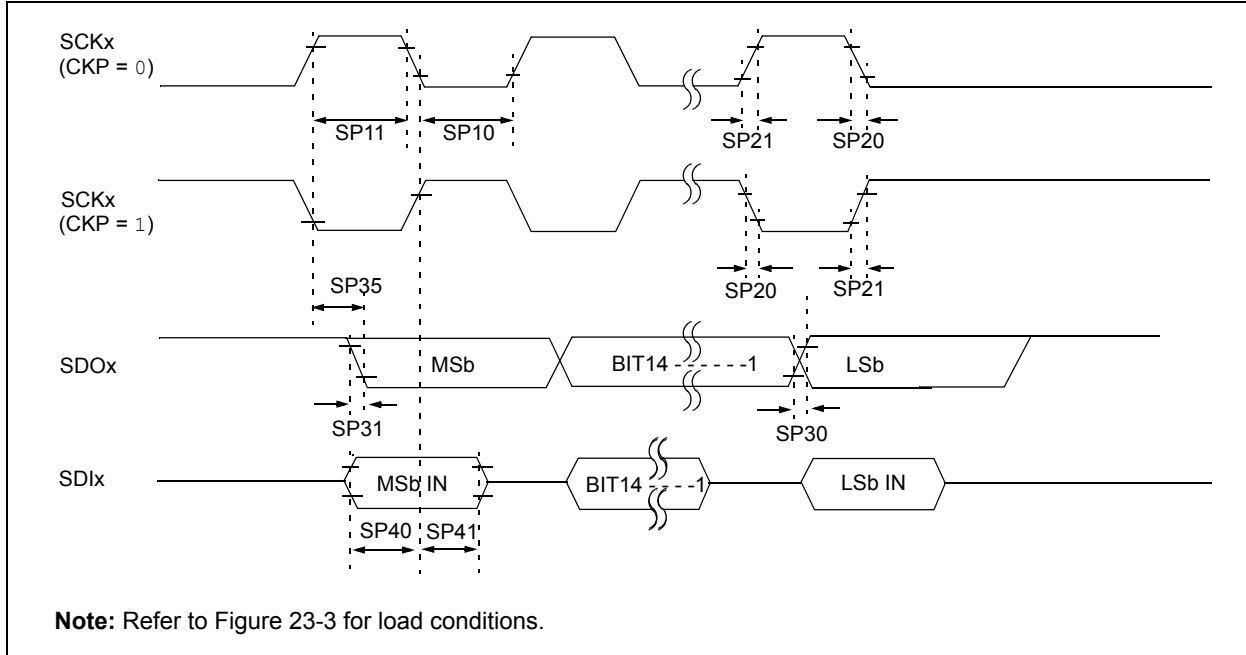 SCKx
(CKP = 0)
SP11
SP10
SP21
SP20
SCKx
(CKP = 1)
SP35
SP20
SP21
SDOx
MSb
BIT14 - - - - - -1
LSb
SP31
SP30
SDIx
MSb IN
BIT14 - - - - -1
LSb IN
SP40
SP41
Note: Refer to Figure 23-3 for load conditions.